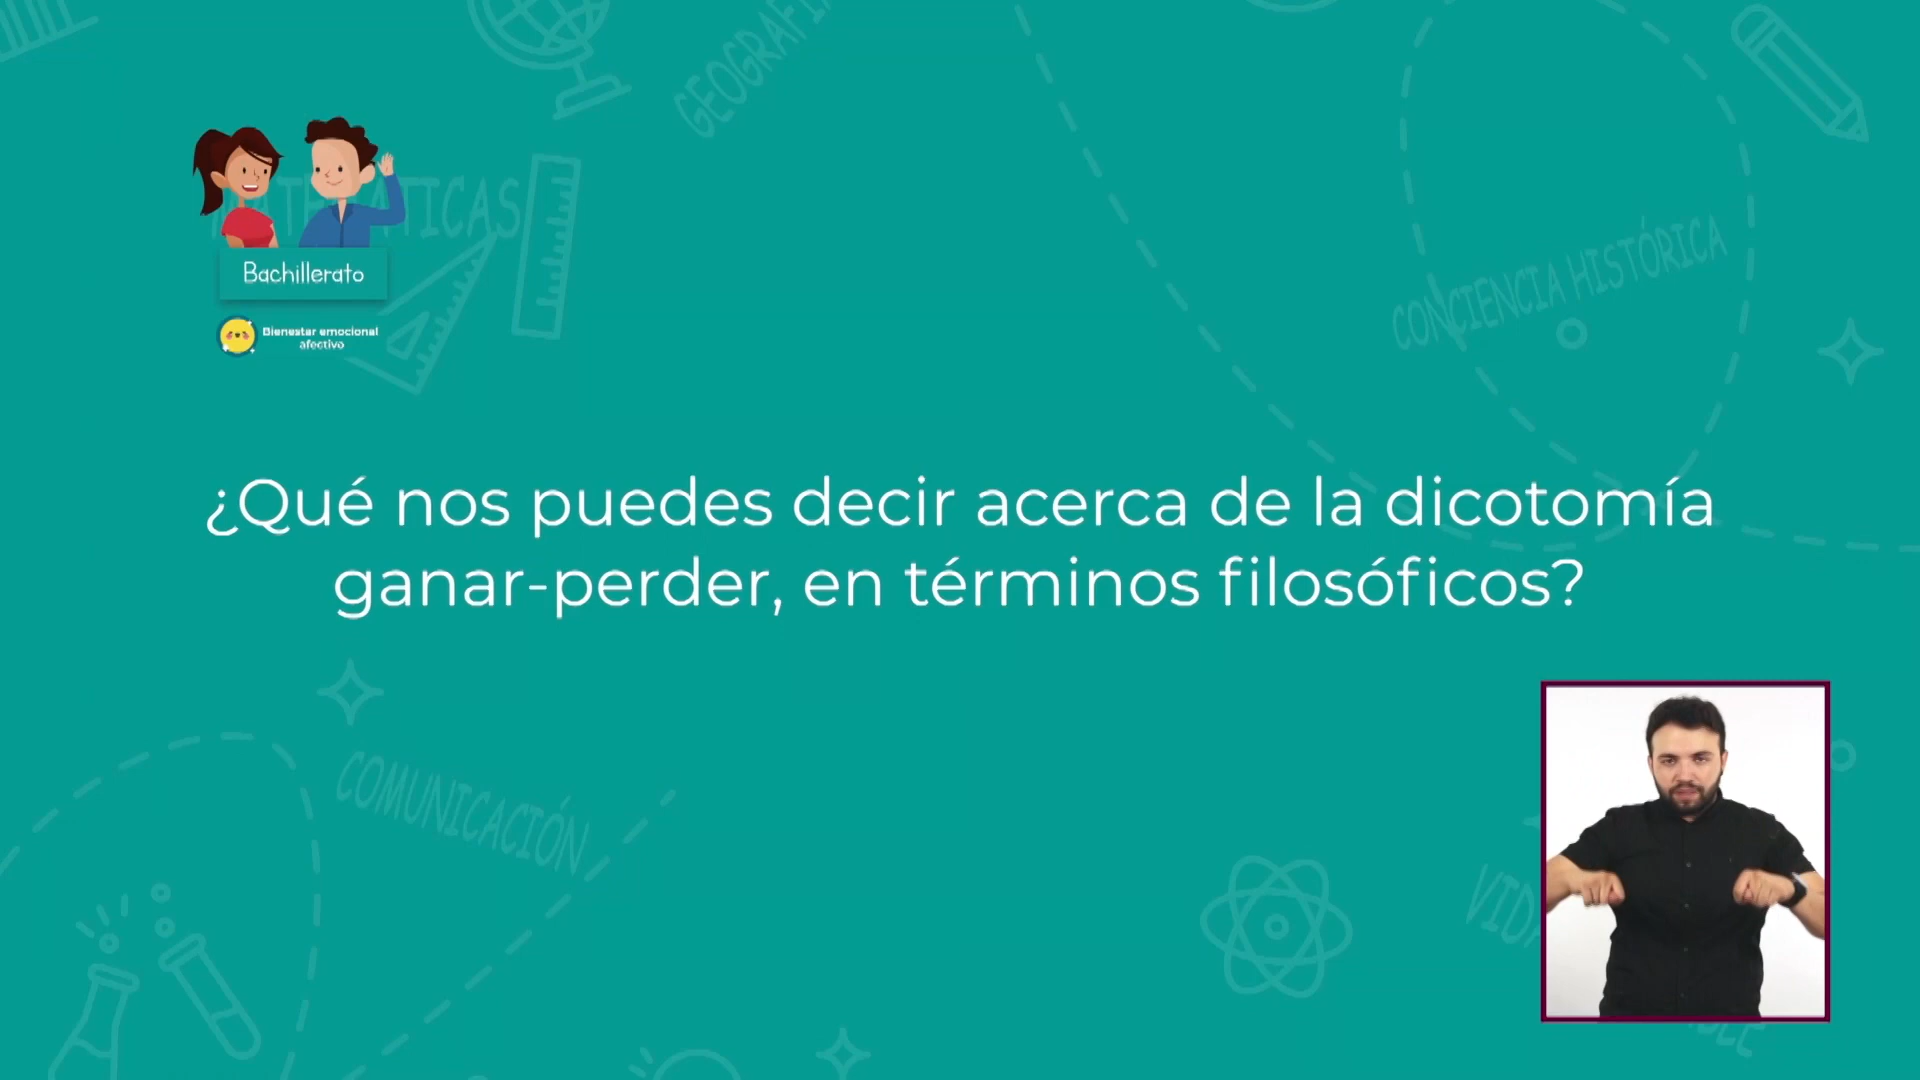 GEOGRAFÍA
MATEMÁTICAS
Bachillerato
CONCIENCIA HISTÓRICA
Bienestar emocional
afectivo
¿Qué nos puedes decir acerca de la dicotomía
ganar-perder, en términos filosóficos?
COMUNICACIÓN